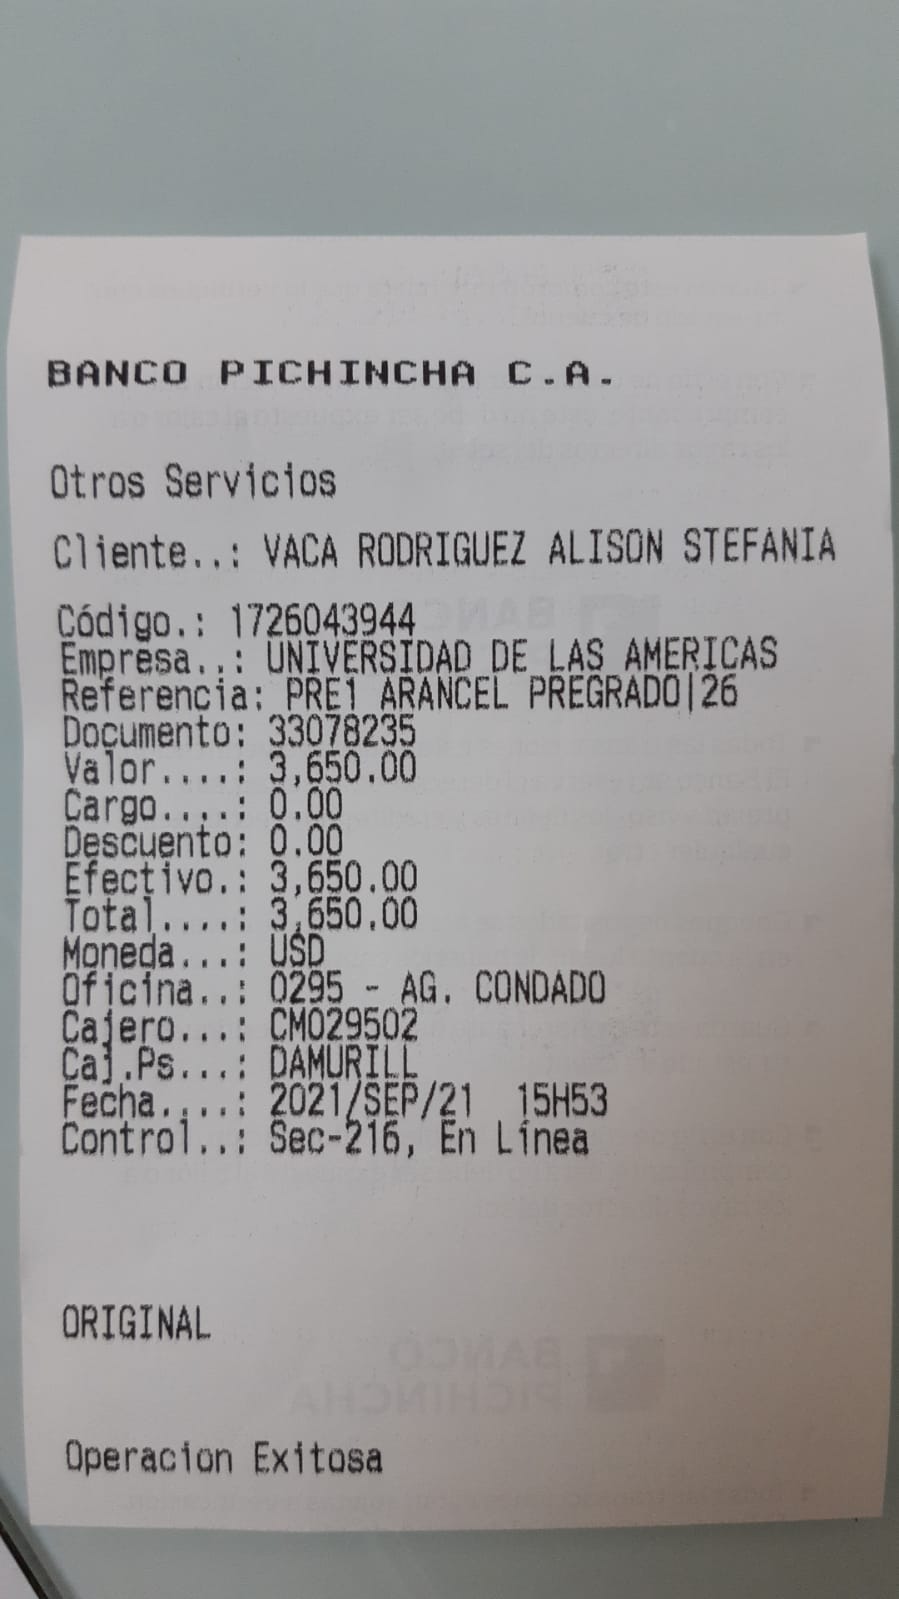 BANCO PICHINCHA C.A.
Otros Servicios
Cliente..: VACA RODRIGUEZ ALISON STEFANIA
Código.: 1726043944
Empresa..: UNIVERSIDAD DE LAS AMERICAS
Referencia: PRE1 ARANCEL PREGRADO|26
Documento: 33078235
Valor....: 3,650.00
Cargo....: 0.00
Descuento: 0.00
Efectivo.: 3,650.00
Total....: 3,650.00
Moneda...: USD
Oficina..: 0295 - AG. CONDADO
Cajero...: CM029502
Caj.Ps...: DAMURILL
Fecha....: 2021/SEP/21 15H53
Control..: Sec-216, En Línea
ORIGINAL
BANCO
PICHINCHA
Operacion Exitosa